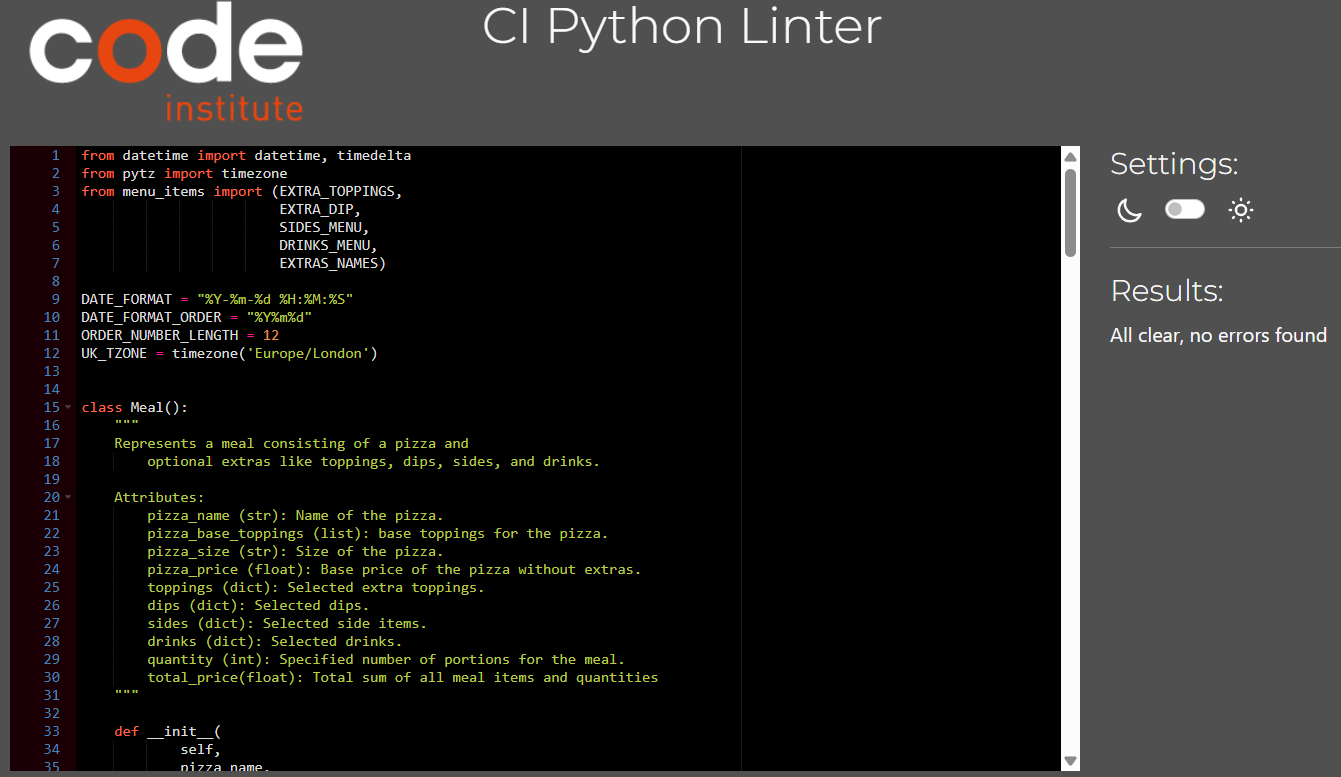 code
institute
CI Python Linter
1 from datetime import datetime, timedelta
2 from pytz import timezone
3 from menu_items import (EXTRA_TOPPINGS,
4 EXTRA_DIP,
5 SIDES_MENU,
6 DRINKS_MENU,
7 EXTRAS_NAMES)
8
9 DATE_FORMAT = "%Y-%m-%d %H:%M:%S"
10 DATE_FORMAT_ORDER = "%Y%m%d"
11 ORDER_NUMBER_LENGTH = 12
12 UK_TZONE = timezone('Europe/London')
13
14
15 class Meal():
16 """
17 Represents a meal consisting of a pizza and
18 optional extras like toppings, dips, sides, and drinks.
19
20 Attributes:
21 pizza_name (str): Name of the pizza.
22 pizza_base_toppings (list): base toppings for the pizza.
23 pizza_size (str): Size of the pizza.
24 pizza_price (float): Base price of the pizza without extras.
25 toppings (dict): Selected extra toppings.
26 dips (dict): Selected dips.
27 sides (dict): Selected side items.
28 drinks (dict): Selected drinks.
29 quantity (int): Specified number of portions for the meal.
30 total_price(float): Total sum of all meal items and quantities
31 """
32
33 def __init__(
34 self,
35 pizza_name,
Settings:
Results:
All clear, no errors found